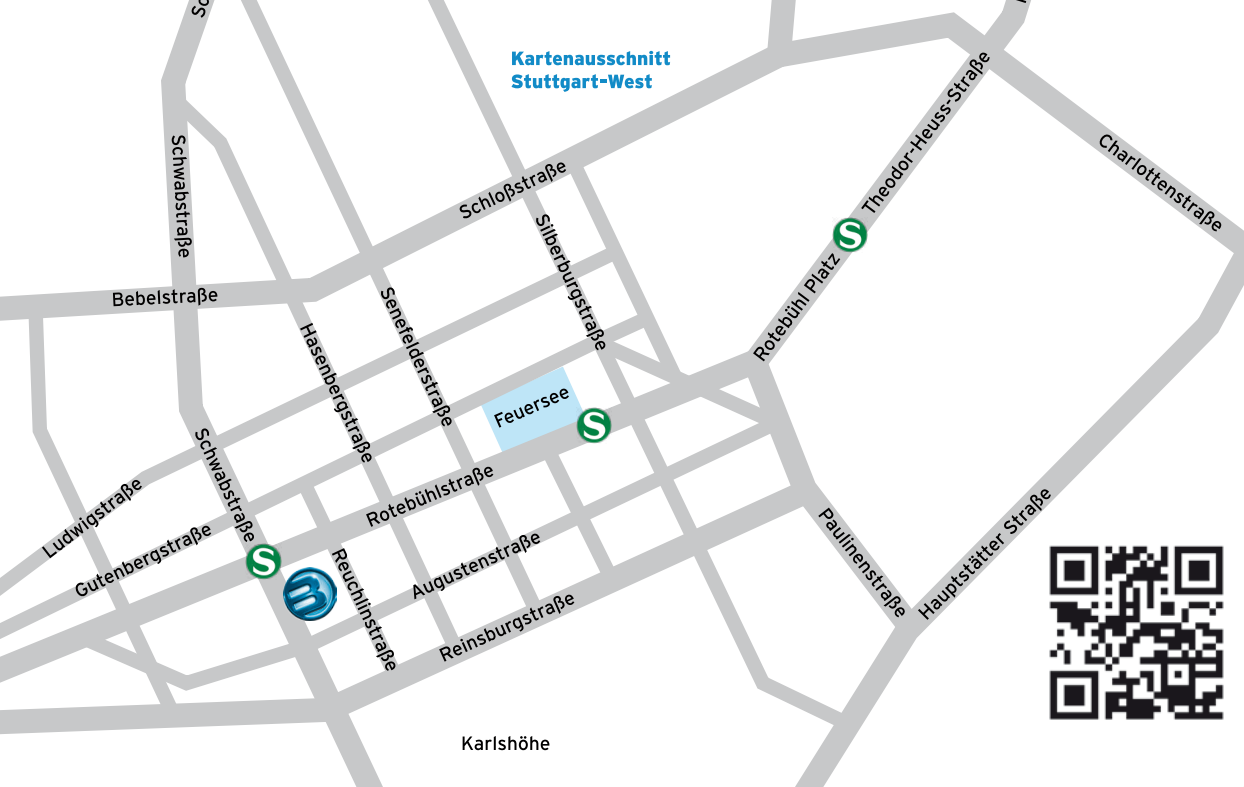 Kartenausschnitt
Stuttgart-West
Schwabstraße
Schloßstraße
Theodor-Heuss-Straße
Charlottenstraße
S
Silberburgstraße
Bebelstraße
Senefelderstraße
Hasenbergstraße
Rotebühl Platz
Feuersee
S
Schwabstraße
Ludwigstraße
Rotebühlstraße
Gutenbergstraße
S
Reuchlinstraße
Augustenstraße
Reinsburgstraße
Paulinenstraße
Hauptstätter Straße
Karlshöhe